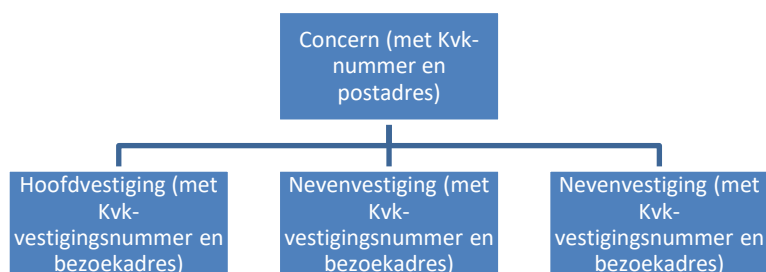 Concern (met Kvk-
nummer en
postadres)
Hoofdvestiging (met
Kvk-
vestigingsnummer en
bezoekadres)
Nevenvestiging (met
Kvk-
vestigingsnummer en
bezoekadres)
Nevenvestiging (met
Kvk-
vestigingsnummer en
bezoekadres)